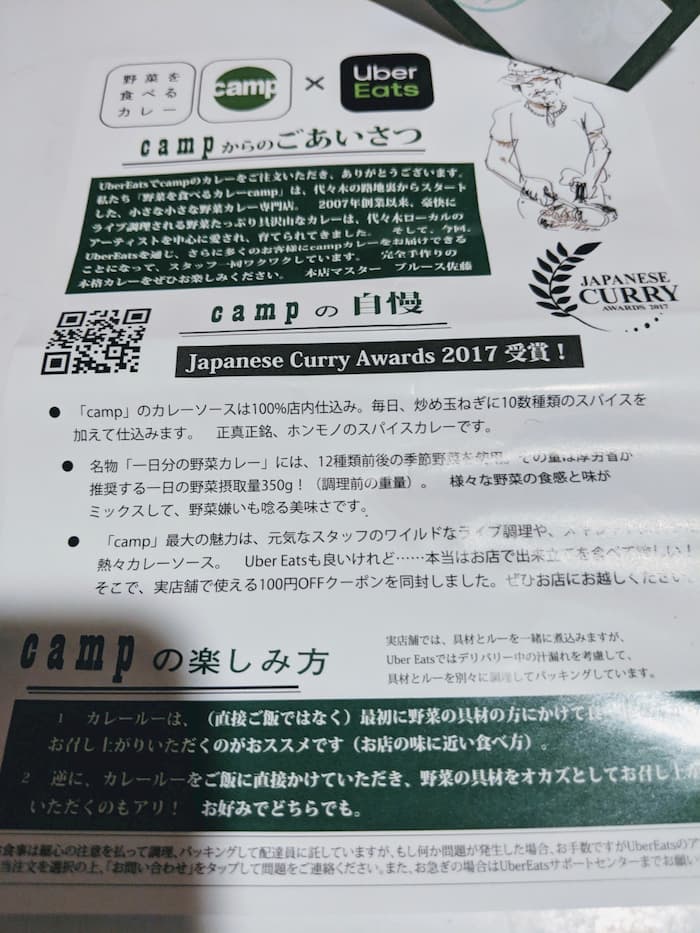 野菜を
食べる
カレー
camp
×
Uber
Eats
campからのごあいさつ
UberEatsでcampのカレーをご注文いただき、ありがとうございます。
私たち「野菜を食べるカレーcamp」は、代々木の路地裏からスタート
した、小さな小さな野菜カレー専門店。 2007年創業以来、豪快に
ライブ調理される野菜たっぷり具沢山なカレーは、代々木ローカルの
アーティストを中心に愛され、育てられてきました。 そして、今回、
UberEatsを通じ、さらに多くのお客様にcampカレーをお届けできる
ことになって、スタッフ一同ワクワクしています。 完全手作りの
本格カレーをぜひお楽しみください。 本店マスター ブルース佐藤
JAPANESE
CURRY
AWARDS 2017
campの自慢
Japanese Curry Awards 2017 受賞！
● 「camp」のカレーソースは100%店内仕込み。毎日、炒め玉ねぎに10数種類のスパイスを
加えて仕込みます。 正真正銘、ホンモノのスパイスカレーです。
● 名物「一日分の野菜カレー」には、12種類前後の季節野菜を使用。その量は厚労省が
推奨する一日の野菜摂取量350g！（調理前の重量）。 様々な野菜の食感と味が
ミックスして、野菜嫌いも唸る美味さです。
● 「camp」最大の魅力は、元気なスタッフのワイルドなライブ調理や、
熱々カレーソース。 Uber Eatsも良いけれど……本当はお店で出来立てを食べて欲しい！
そこで、実店舗で使える100円OFFクーポンを同封しました。ぜひお店にお越しください
campの楽しみ方
実店舗では、具材とルーを一緒に煮込みますが、
Uber Eatsではデリバリー中の汁漏れを考慮して、
具材とルーを別々に調理してパッキングしています。
1 カレールーは、（直接ご飯ではなく）最初に野菜の具材の方にかけて
お召し上がりいただくのがおススメです（お店の味に近い食べ方）。
2 逆に、カレールーをご飯に直接かけていただき、野菜の具材をオカズとしてお召し上が
いただくのもアリ！ お好みでどちらでも。
お食事は細心の注意を払って調理、パッキングして配達員に託していますが、もし何か問題が発生した場合、お手数ですがUberEatsのア
当注文を選択の上、「お問い合わせ」をタップして問題をご連絡ください。また、お急ぎの場合はUberEatsサポートセンターまでお願い